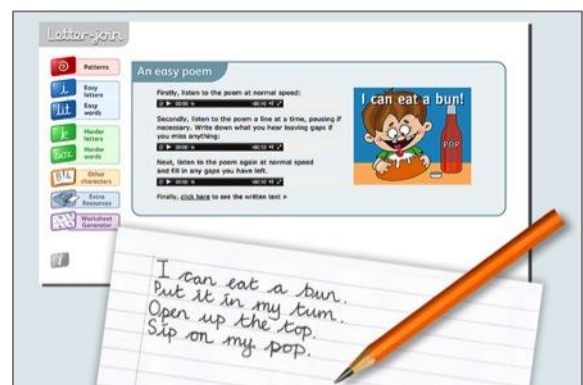 Letter-join
Patterns
An easy poem
Easy
letters
Easy
words
Harder
letters
Harder
words
Other
characters
Extra
Resources
Worksheet
Generator
Firstly, listen to the poem at normal speed:
Secondly, listen to the poem a line at a time, pausing if
necessary. Write down what you hear leaving gaps if
you miss anything:
Next, listen to the poem again at normal speed
and fill in any gaps you have left.
Finally, click here to see the written text >
I can eat a bun!
POP
I can eat a bun.
Put it in my tum.
Open up the top.
Sip on my pop.